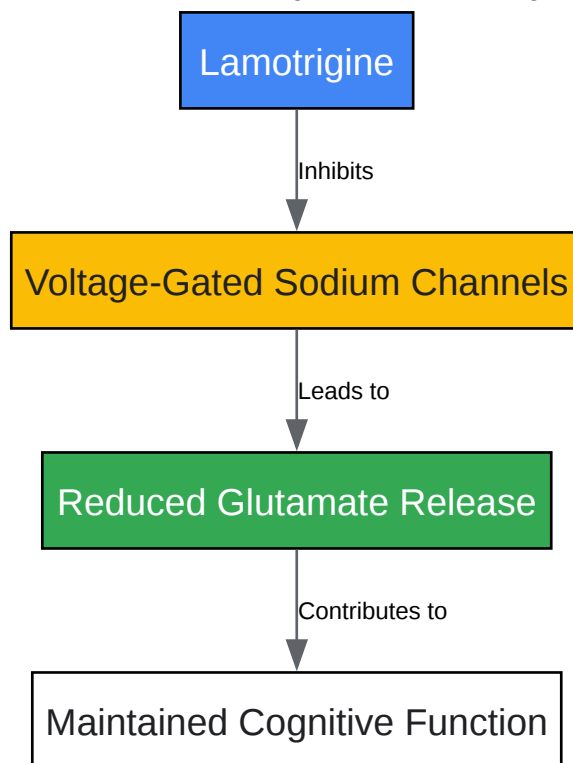 Lamotrigine
Inhibits
Voltage-Gated Sodium Channels
Leads to
Reduced Glutamate Release
Contributes to
Maintained Cognitive Function